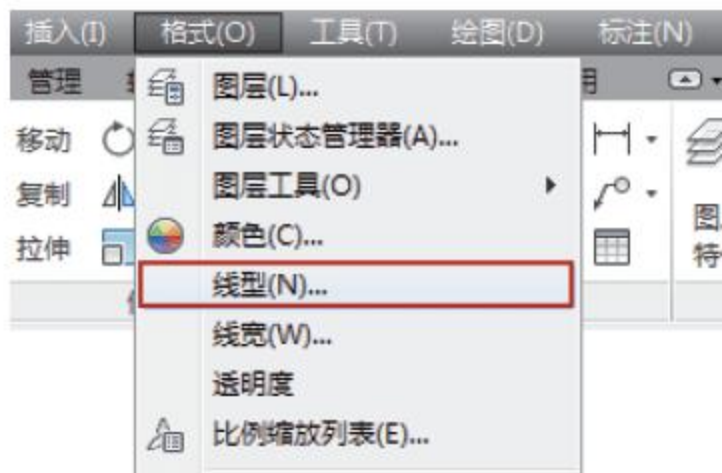 插入(I) 格式(O) 工具(T) 绘图(D) 标注(N)
管理
图层(L)...
移动
图层状态管理器(A)...
复制
图层工具(O)
图
拉伸
颜色(C)...
特
线型(N)...
线宽(W)...
透明度
比例缩放列表(E)...